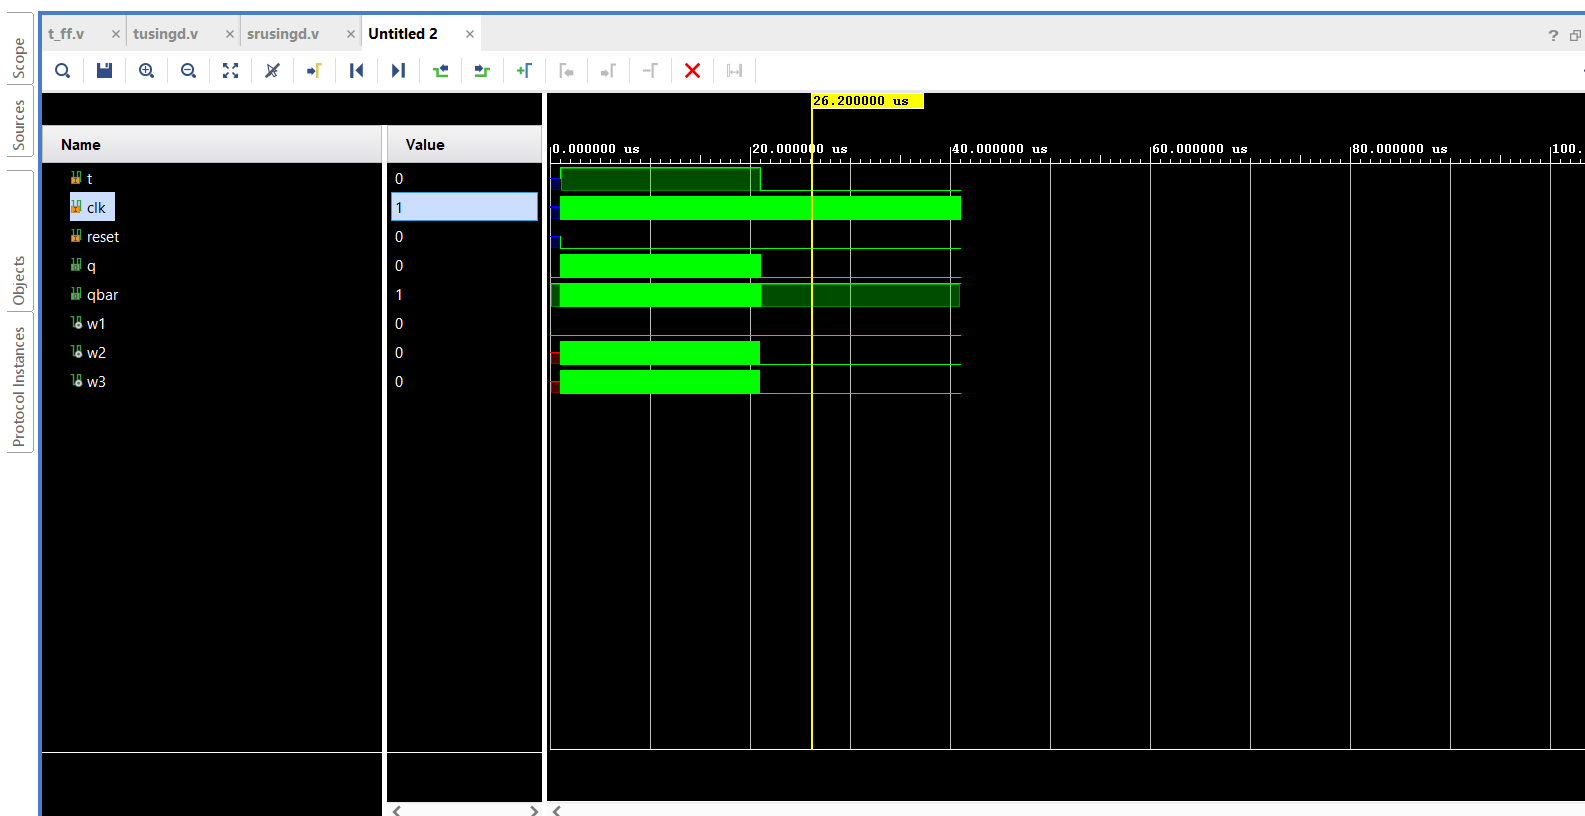 t_ff.v × tusingd.v × srusingd.v × Untitled 2 × ?
Scope
Sources
Objects
Protocol Instances
26.200000 us
Name Value
0.000000 us 20.000000 us 40.000000 us 60.000000 us 80.000000 us 100.
t 0
clk 1
reset 0
q 0
qbar 1
w1 0
w2 0
w3 0